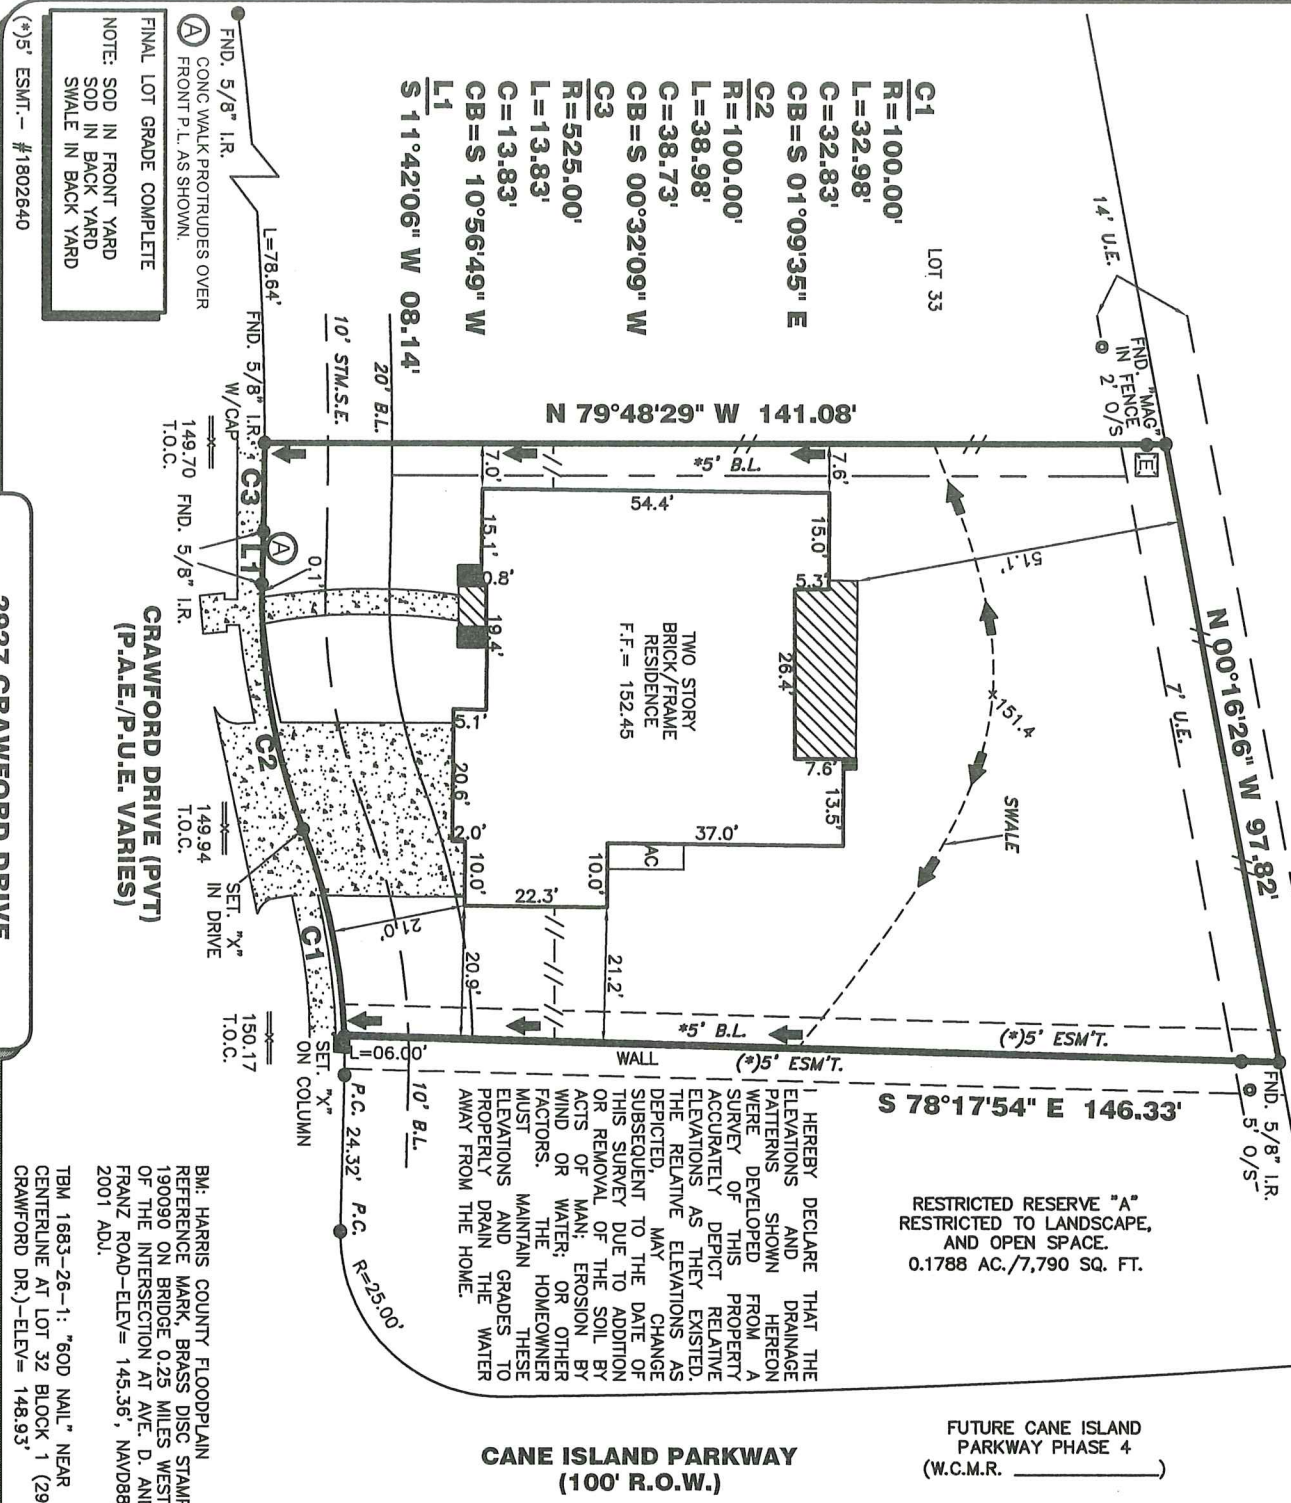 C1
R=100.00'
L=32.98'
C=32.83'
CB=S 01°09'35" E
C2
R=100.00'
L=38.98'
C=38.73'
CB=S 00°32'09" W
C3
R=525.00'
L=13.83'
C=13.83'
CB=S 10°56'49" W
L1
S 11°42'06" W 08.14'
LOT 33
14' U.E.
FND. "MAG"
IN FENCE
@ 2' O/S
E
N 00°16'26" W 97.82'
7' U.E.
FND. 5/8" I.R.
@ 5' O/S
N 79°48'29" W 141.08'
*5' B.L.
7.6'
7.0'
54.4'
15.0'
15.1'
51.1'
5.3'
0.8'
19.4'
26.4'
TWO STORY
BRICK/FRAME
RESIDENCE
F.F.= 152.45
151.4
SWALE
5.1'
20.6'
2.0'
7.6'
13.5'
37.0'
AC
10.0'
10.0'
22.3'
21.0'
20.9'
21.2'
*5' B.L.
WALL
(*)5' ESM'T.
(*)5' ESM'T.
S 78°17'54" E 146.33'
20' B.L.
10' STM.S.E.
10' B.L.
FND. 5/8" I.R.
L=78.64'
FND. 5/8" I.R.
W/CAP
C3
L1
A
0.1'
149.70
T.O.C.
FND. 5/8" I.R.
C2
149.94
T.O.C.
SET. "X"
IN DRIVE
C1
150.17
T.O.C.
SET. "X"
ON COLUMN
L=06.00'
P.C. 24.32' P.C.
R=25.00'
CRAWFORD DRIVE (PVT)
(P.A.E./P.U.E. VARIES)
A CONC WALK PROTRUDES OVER
FRONT P.L. AS SHOWN.
FINAL LOT GRADE COMPLETE
NOTE: SOD IN FRONT YARD
SOD IN BACK YARD
SWALE IN BACK YARD
(*)5' ESMT.- #1802640
I HEREBY DECLARE THAT THE
ELEVATIONS AND DRAINAGE
PATTERNS SHOWN HEREON
WERE DEVELOPED FROM A
SURVEY OF THIS PROPERTY
ACCURATELY DEPICT RELATIVE
ELEVATIONS AS THEY EXISTED.
THE RELATIVE ELEVATIONS AS
DEPICTED, MAY CHANGE
SUBSEQUENT TO THE DATE OF
THIS SURVEY DUE TO ADDITION
OR REMOVAL OF THE SOIL BY
ACTS OF MAN; EROSION BY
WIND OR WATER; OR OTHER
FACTORS. THE HOMEOWNER
MUST MAINTAIN THESE
ELEVATIONS AND GRADES TO
PROPERLY DRAIN THE WATER
AWAY FROM THE HOME.
RESTRICTED RESERVE "A"
RESTRICTED TO LANDSCAPE,
AND OPEN SPACE.
0.1788 AC./7,790 SQ. FT.
FUTURE CANE ISLAND
PARKWAY PHASE 4
(W.C.M.R. ____________)
CANE ISLAND PARKWAY
(100' R.O.W.)
BM: HARRIS COUNTY FLOODPLAIN
REFERENCE MARK, BRASS DISC STAMP
190090 ON BRIDGE 0.25 MILES WEST
OF THE INTERSECTION AT AVE. D. AND
FRANZ ROAD-ELEV= 145.36', NAVD88
2001 ADJ.
TBM 1683-26-1: "60D NAIL" NEAR
CENTERLINE AT LOT 32 BLOCK 1 (29
CRAWFORD DR.)-ELEV= 148.93'
CRAWFORD DRIVE